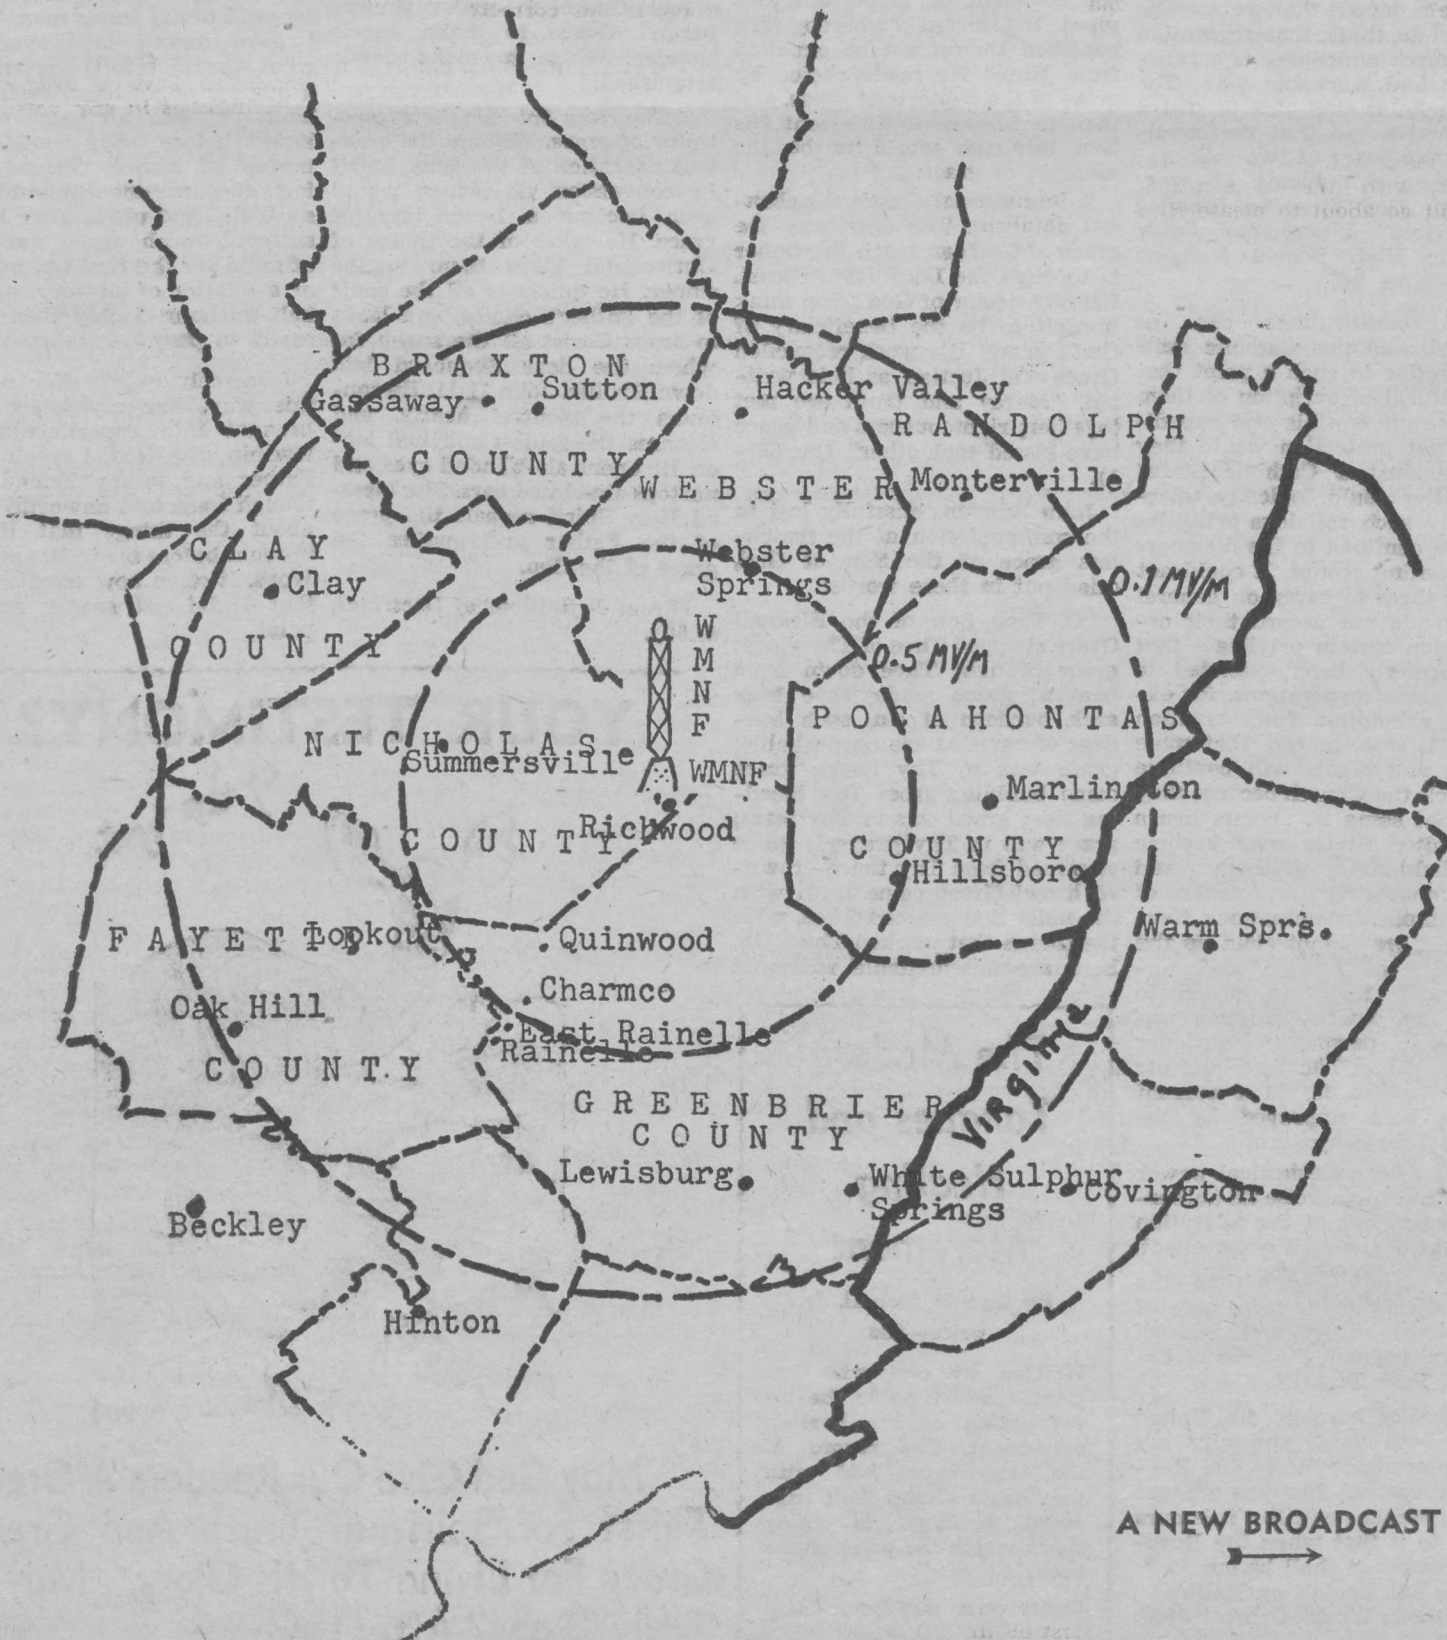 BRAXTON
Gassaway
Sutton
Hacker Valley
RANDOLPH
COUNTY
WEBSTER
Monterville
CLAY
Clay
Webster
Springs
0.1 MV/M
COUNTY
W
M
N
F
0.5 MV/M
POCAHONTAS
NICHOLAS
Summersville
WMNF
Marlington
Richwood
COUNTY
COUNTY
Hillsboro
FAYETTE
Lookout
Quinwood
Warm Sprs.
Charmco
Oak Hill
East Rainelle
Rainelle
COUNTY
VIRGINIA
GREENBRIER
COUNTY
Lewisburg
White Sulphur
Springs
Covington
Beckley
Hinton
A NEW BROADCAST